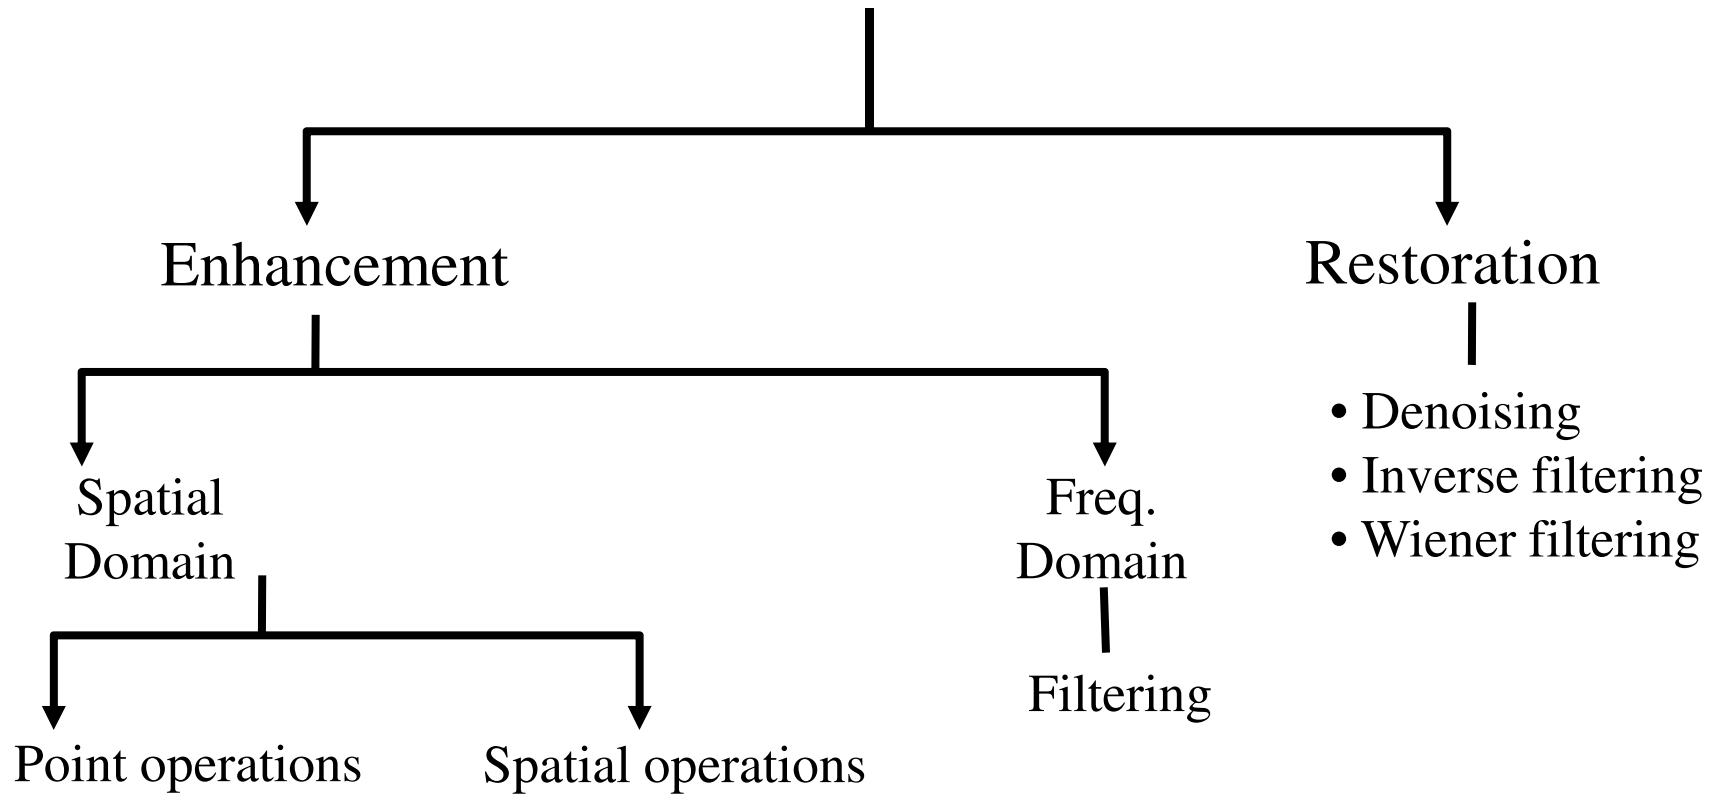 Enhancement
Restoration
• Denoising
• Inverse filtering
• Wiener filtering
Spatial
Domain
Freq.
Domain
Filtering
Point operations
Spatial operations